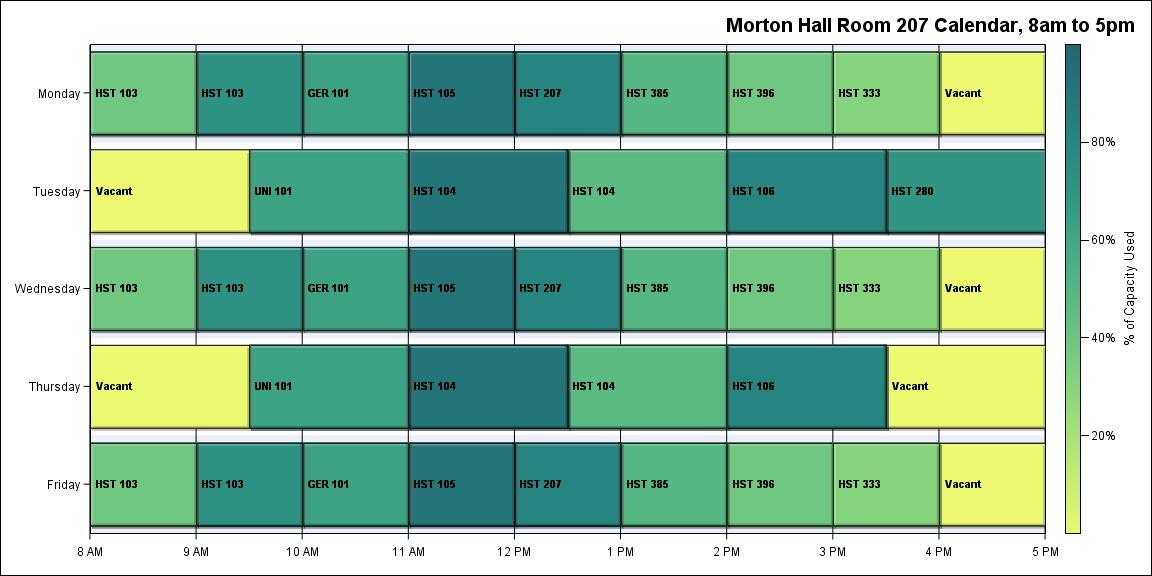 Morton Hall Room 207 Calendar, 8am to 5pm
Monday
HST 103
HST 103
GER 101
HST 105
HST 207
HST 385
HST 396
HST 333
Vacant
Tuesday
Vacant
UNI 101
HST 104
HST 104
HST 106
HST 280
Wednesday
HST 103
HST 103
GER 101
HST 105
HST 207
HST 385
HST 396
HST 333
Vacant
Thursday
Vacant
UNI 101
HST 104
HST 104
HST 106
Vacant
Friday
HST 103
HST 103
GER 101
HST 105
HST 207
HST 385
HST 396
HST 333
Vacant
8 AM
9 AM
10 AM
11 AM
12 PM
1 PM
2 PM
3 PM
4 PM
5 PM
80%
60%
40%
20%
% of Capacity Used